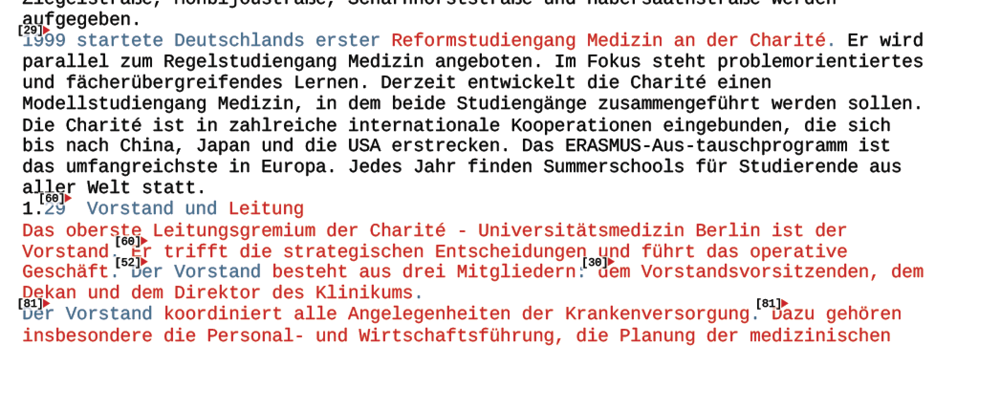 Ziegelstraße, Monbijoustraße, Scharnhorststraße und Habersaathstraße werden
aufgegeben.
[29]
1999 startete Deutschlands erster Reformstudiengang Medizin an der Charité. Er wird
parallel zum Regelstudiengang Medizin angeboten. Im Fokus steht problemorientiertes
und fächerübergreifendes Lernen. Derzeit entwickelt die Charité einen
Modellstudiengang Medizin, in dem beide Studiengänge zusammengeführt werden sollen.
Die Charité ist in zahlreiche internationale Kooperationen eingebunden, die sich
bis nach China, Japan und die USA erstrecken. Das ERASMUS-Aus-tauschprogramm ist
das umfangreichste in Europa. Jedes Jahr finden Summerschools für Studierende aus
aller Welt statt.
[60]
1.29 Vorstand und Leitung
Das oberste Leitungsgremium der Charité - Universitätsmedizin Berlin ist der
[60]
Vorstand. Er trifft die strategischen Entscheidungen und führt das operative
[52] [30]
Geschäft. Der Vorstand besteht aus drei Mitgliedern: dem Vorstandsvorsitzenden, dem
Dekan und dem Direktor des Klinikums.
[81] [81]
Der Vorstand koordiniert alle Angelegenheiten der Krankenversorgung. Dazu gehören
insbesondere die Personal- und Wirtschaftsführung, die Planung der medizinischen